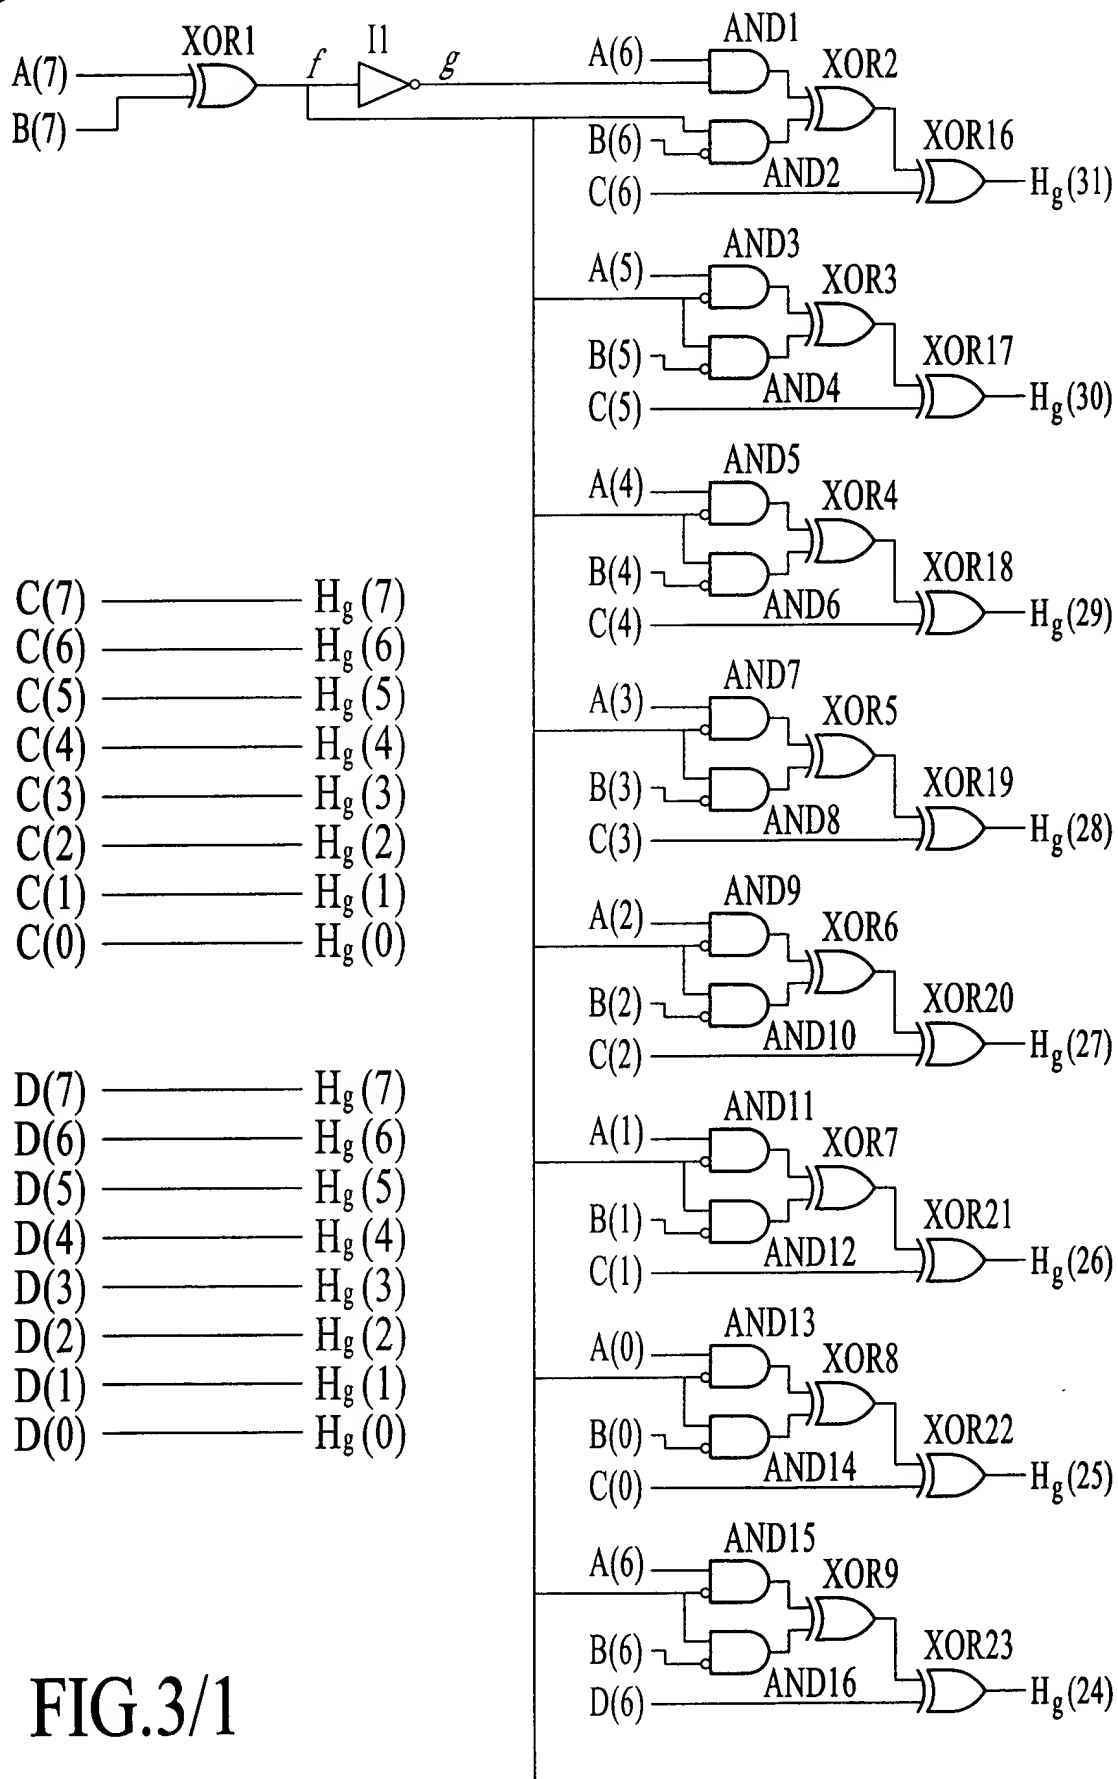 XOR1 I1 AND1
A(7) f g A(6) XOR2
B(7) B(6) XOR16
AND2 Hg(31)
C(6)
AND3
A(5) XOR3
B(5) XOR17
AND4 Hg(30)
C(5)
AND5
A(4) XOR4
B(4) XOR18
AND6 Hg(29)
C(4)
AND7
A(3) XOR5
B(3) XOR19
AND8 Hg(28)
C(3)
AND9
A(2) XOR6
B(2) XOR20
AND10 Hg(27)
C(2)
AND11
A(1) XOR7
B(1) XOR21
AND12 Hg(26)
C(1)
AND13
A(0) XOR8
B(0) XOR22
AND14 Hg(25)
C(0)
AND15
A(6) XOR9
B(6) XOR23
AND16 Hg(24)
D(6)
C(7) Hg(7)
C(6) Hg(6)
C(5) Hg(5)
C(4) Hg(4)
C(3) Hg(3)
C(2) Hg(2)
C(1) Hg(1)
C(0) Hg(0)
D(7) Hg(7)
D(6) Hg(6)
D(5) Hg(5)
D(4) Hg(4)
D(3) Hg(3)
D(2) Hg(2)
D(1) Hg(1)
D(0) Hg(0)
FIG.3/1